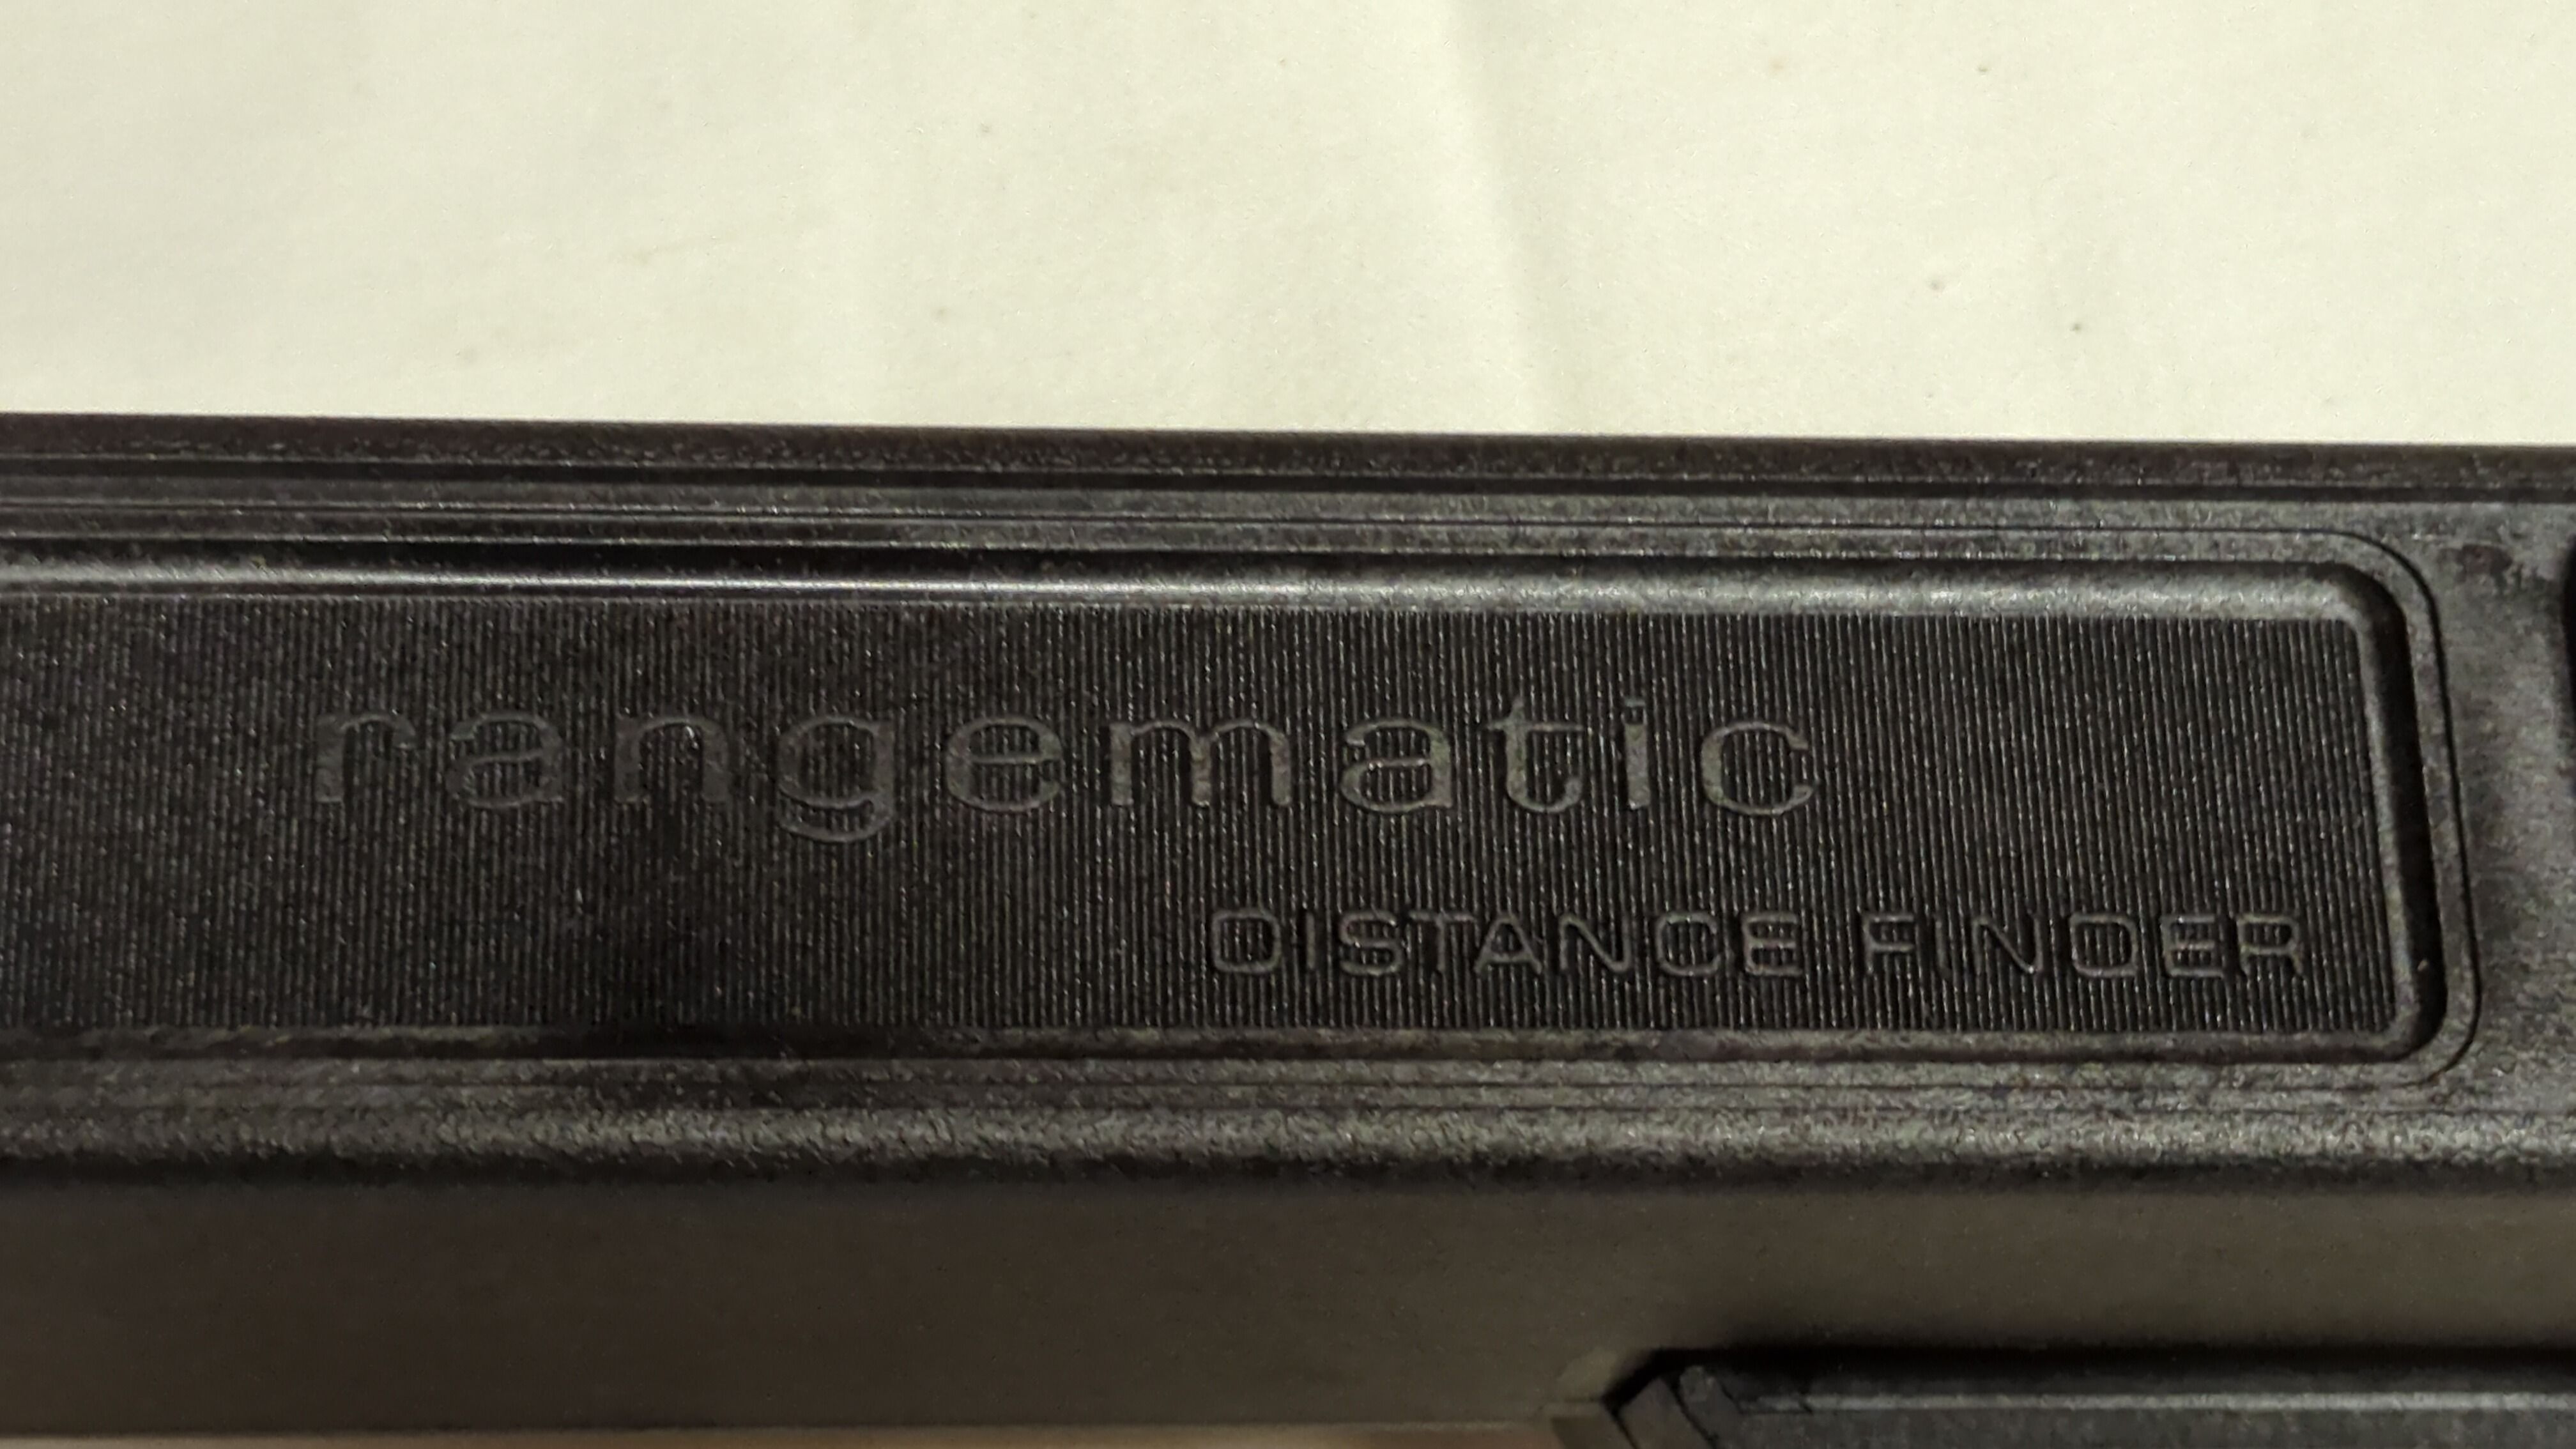 rangematic
DISTANCE FINDER